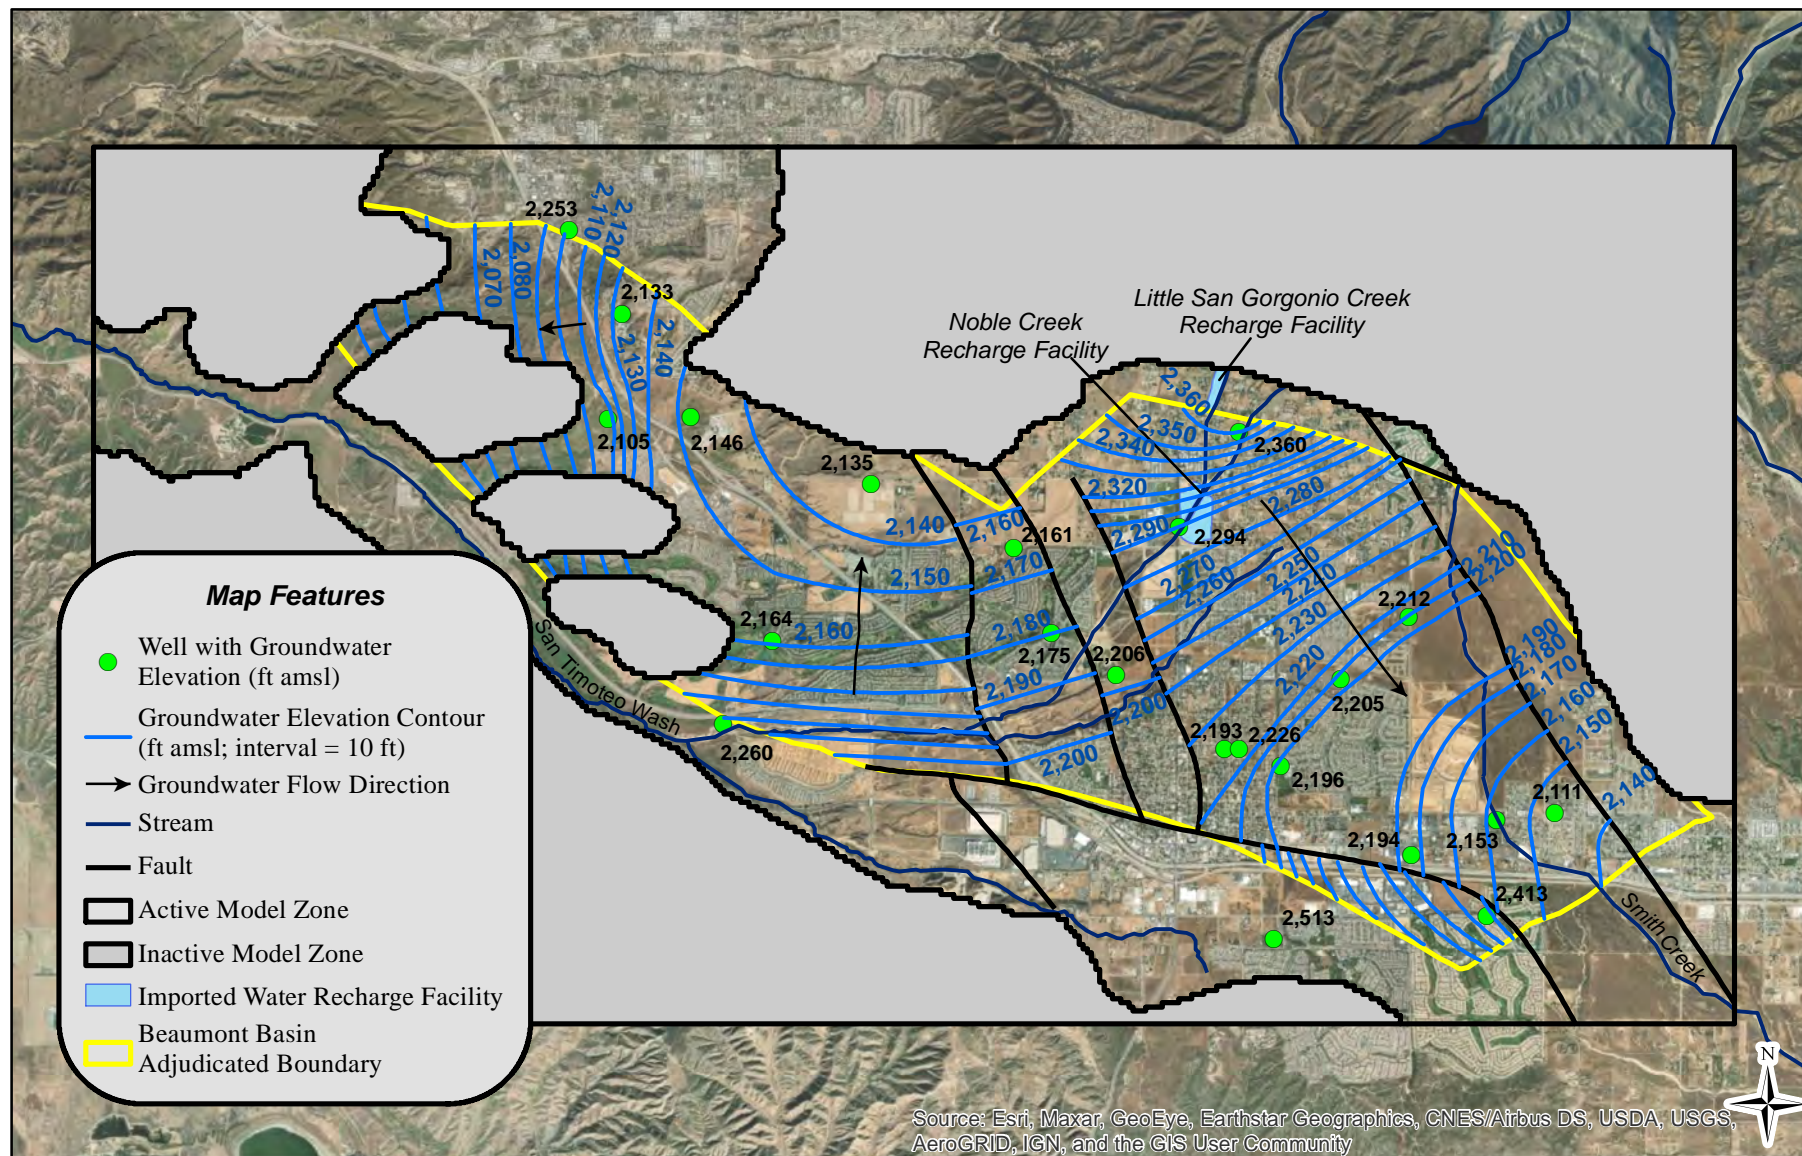 2,253
2,110
2,120
2,070
2,080
2,133
2,130
2,140
2,105
2,146
2,135
Little San Gorgonio Creek
Recharge Facility
Noble Creek
Recharge Facility
2,360
2,350
2,360
2,340
2,320
2,280
2,290
2,294
2,140
2,160
2,161
2,150
2,170
2,270
2,260
2,250
2,240
2,230
2,220
2,210
2,200
2,212
2,164
2,160
2,180
2,175
2,206
2,190
2,200
2,200
2,205
2,190
2,180
2,170
2,160
2,150
2,140
2,193
2,226
2,196
2,260
2,111
2,194
2,153
2,413
2,513
San Timoteo Wash
Smith Creek
Map Features
Well with Groundwater
Elevation (ft amsl)
Groundwater Elevation Contour
(ft amsl; interval = 10 ft)
Groundwater Flow Direction
Stream
Fault
Active Model Zone
Inactive Model Zone
Imported Water Recharge Facility
Beaumont Basin
Adjudicated Boundary
N
Source: Esri, Maxar, GeoEye, Earthstar Geographics, CNES/Airbus DS, USDA, USGS,
AeroGRID, IGN, and the GIS User Community